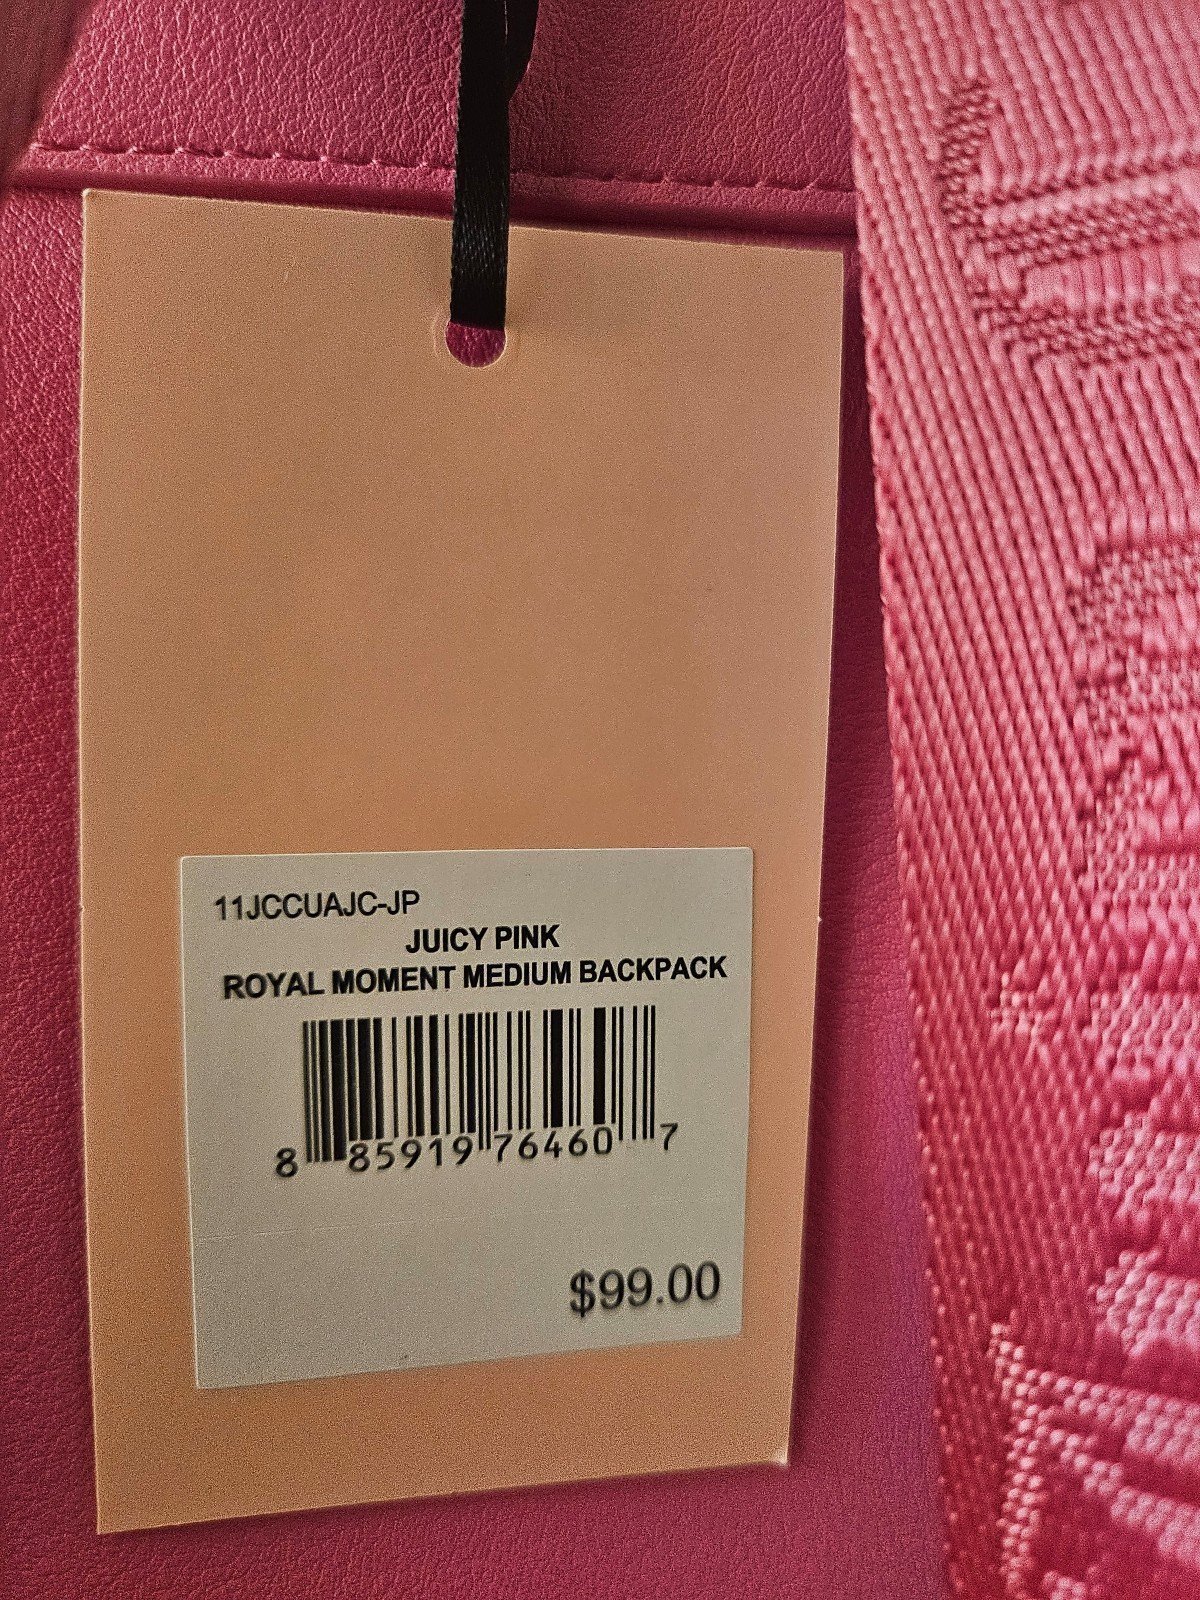 11JCCUAJC-JP
JUICY PINK
ROYAL MOMENT MEDIUM BACKPACK
8 85919 76460 7
$99.00